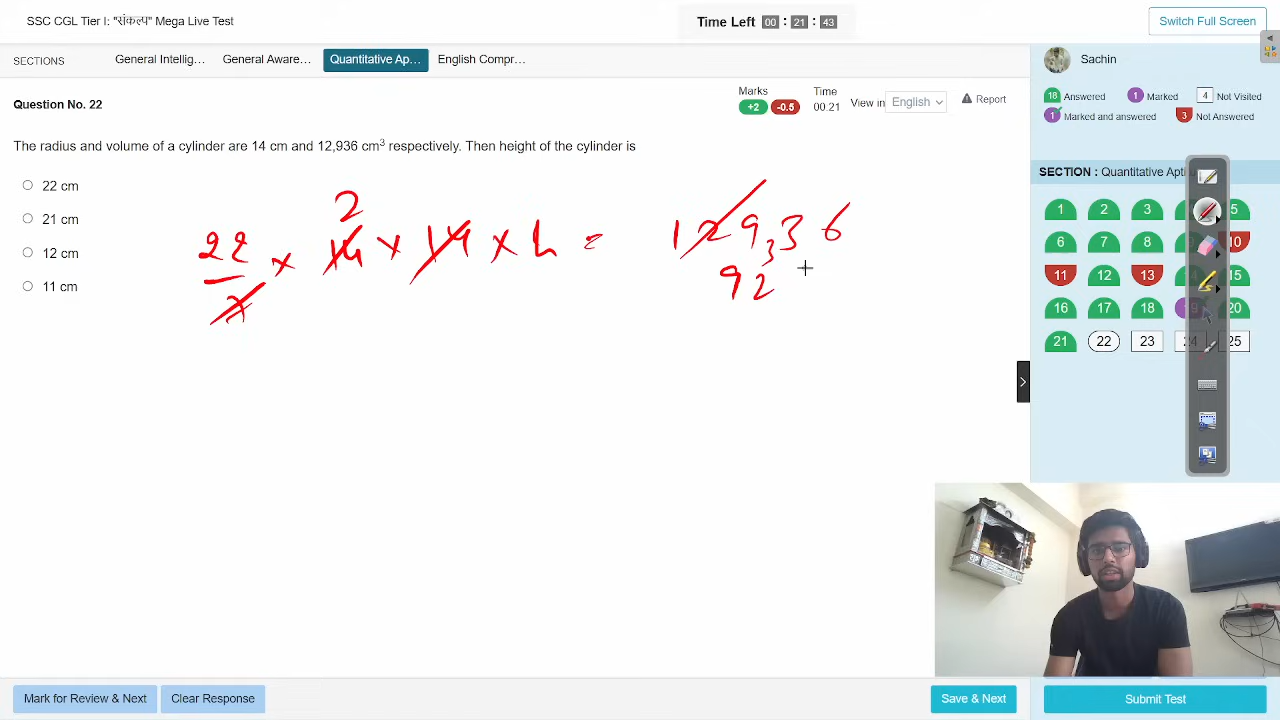 SSC CGL Tier I: "संकल्प" Mega Live Test
Time Left 00 : 21 : 43
Switch Full Screen
SECTIONS General Intellig... General Aware... Quantitative Ap... English Compr...
Sachin
Question No. 22
Marks
+2 -0.5
Time
00.21
View in English
Report
18 Answered 1 Marked 4 Not Visited
1 Marked and answered 3 Not Answered
The radius and volume of a cylinder are 14 cm and 12,936 cm³ respectively. Then height of the cylinder is
22 cm
21 cm
12 cm
11 cm
2
22/7 × 14 × 14 × h = 129,36
92
SECTION : Quantitative Apti
1 2 3 5
6 7 8 10
11 12 13 15
16 17 18 19 20
21 22 23 24 25
Mark for Review & Next
Clear Response
Save & Next
Submit Test